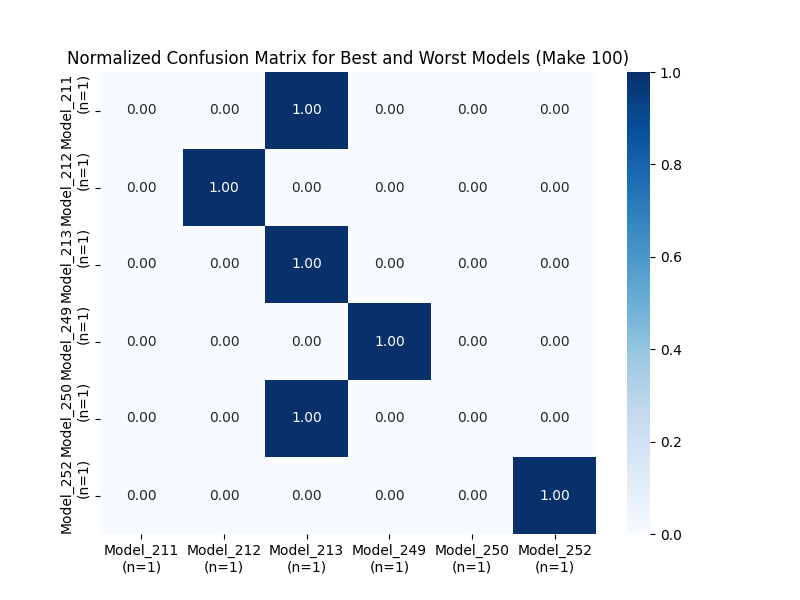 Normalized Confusion Matrix for Best and Worst Models (Make 100)
Model_211
(n=1)
0.00 0.00 1.00 0.00 0.00 0.00
Model_212
(n=1)
0.00 1.00 0.00 0.00 0.00 0.00
Model_213
(n=1)
0.00 0.00 1.00 0.00 0.00 0.00
Model_249
(n=1)
0.00 0.00 0.00 1.00 0.00 0.00
Model_250
(n=1)
0.00 0.00 1.00 0.00 0.00 0.00
Model_252
(n=1)
0.00 0.00 0.00 0.00 0.00 1.00
Model_211 Model_212 Model_213 Model_249 Model_250 Model_252
(n=1) (n=1) (n=1) (n=1) (n=1) (n=1)
1.0
0.8
0.6
0.4
0.2
0.0